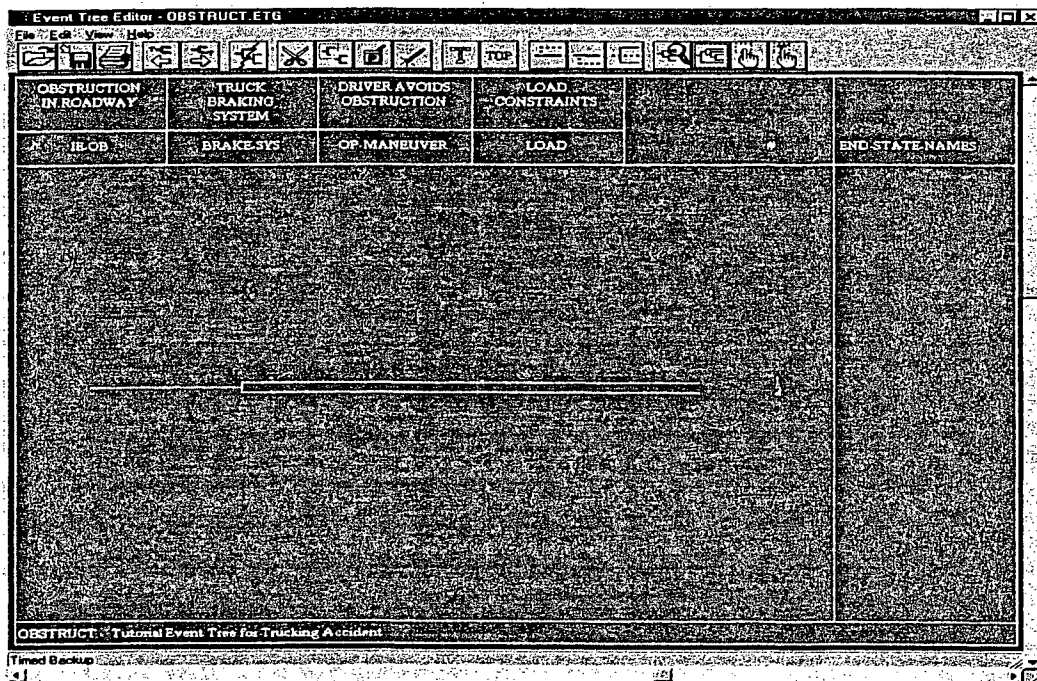 Event Tree Editor - OBSTRUCT.ETG
File Edit View Help
T TOP
OBSTRUCTION IN ROADWAY
TRUCK BRAKING SYSTEM
DRIVER AVOIDS OBSTRUCTION
LOAD CONSTRAINTS
IE-OB
BRAKE-SYS
OP-MANEUVER
LOAD
#
END-STATE-NAMES
1
OBSTRUCT - Tutorial Event Tree for Trucking Accident
Timed Backup